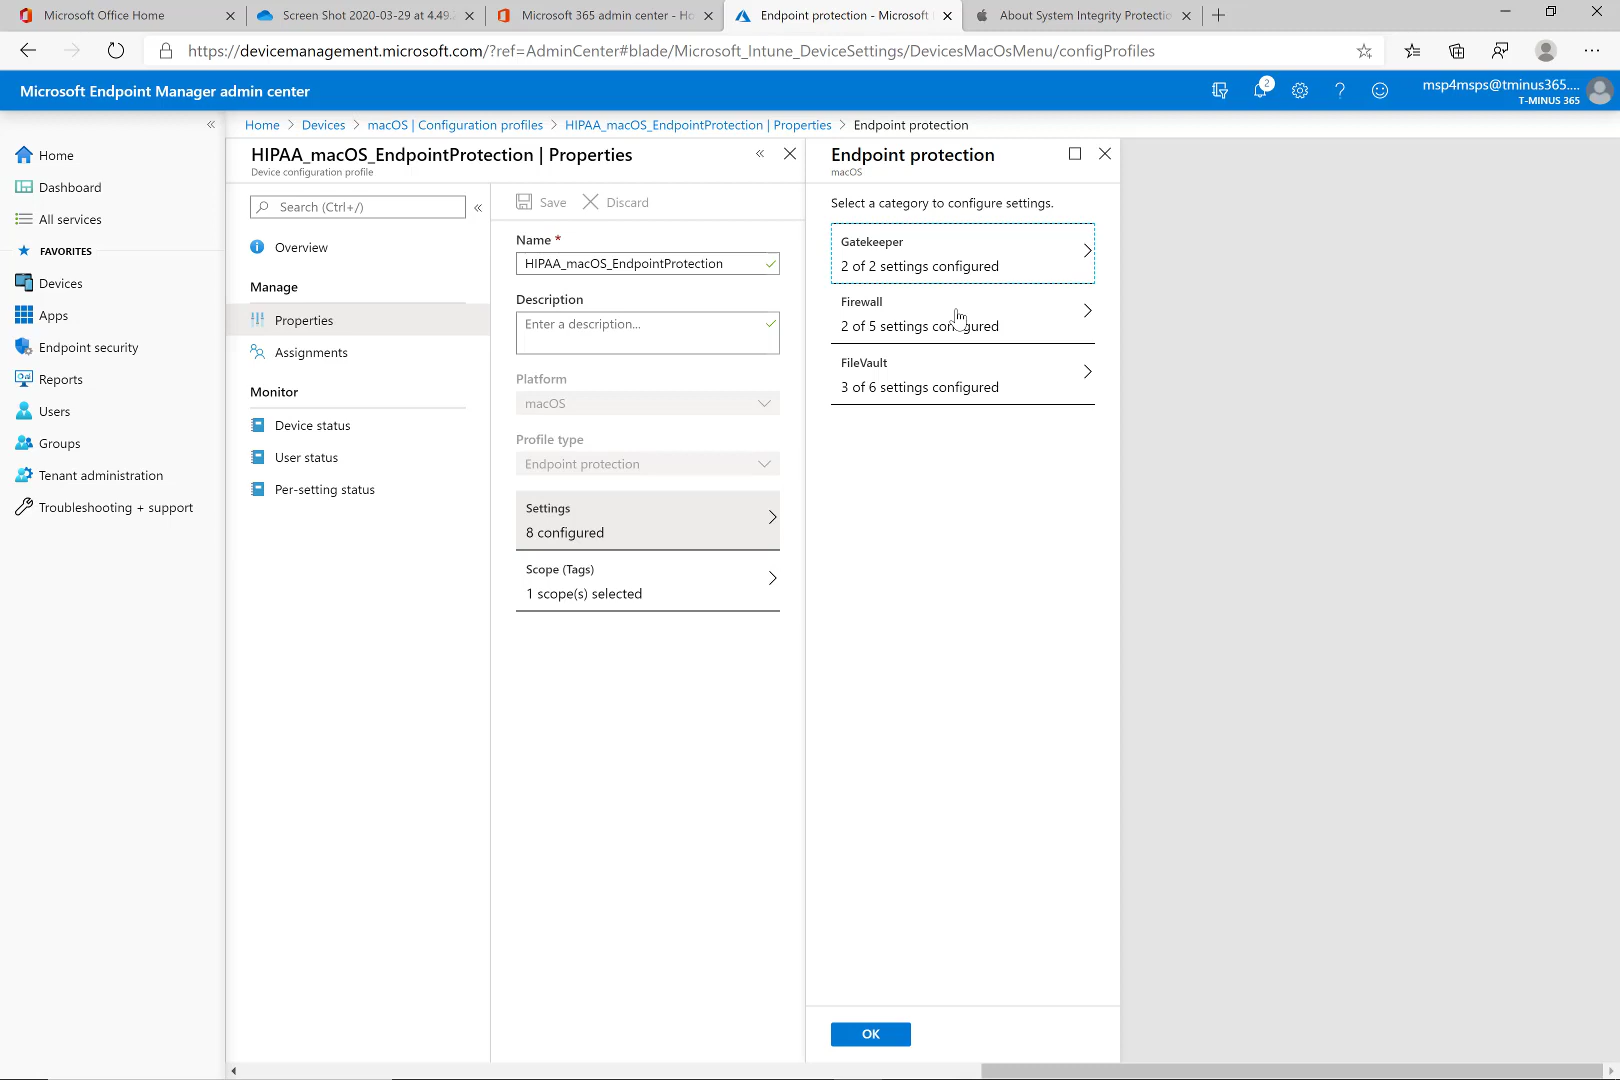 Microsoft Office Home
Screen Shot 2020-03-29 at 4.49.
Microsoft 365 admin center - Ho
Endpoint protection - Microsoft
About System Integrity Protectio
https://devicemanagement.microsoft.com/?ref=AdminCenter#blade/Microsoft_Intune_DeviceSettings/DevicesMacOsMenu/configProfiles
Microsoft Endpoint Manager admin center
2
msp4msps@tminus365....
T-MINUS 365
Home > Devices > macOS | Configuration profiles > HIPAA_macOS_EndpointProtection | Properties > Endpoint protection
Home
Dashboard
All services
FAVORITES
Devices
Apps
Endpoint security
Reports
Users
Groups
Tenant administration
Troubleshooting + support
HIPAA_macOS_EndpointProtection | Properties
Device configuration profile
Search (Ctrl+/)
Overview
Manage
Properties
Assignments
Monitor
Device status
User status
Per-setting status
Save
Discard
Name *
HIPAA_macOS_EndpointProtection
Description
Enter a description...
Platform
macOS
Profile type
Endpoint protection
Settings
8 configured
Scope (Tags)
1 scope(s) selected
Endpoint protection
macOS
Select a category to configure settings.
Gatekeeper
2 of 2 settings configured
Firewall
2 of 5 settings configured
FileVault
3 of 6 settings configured
OK